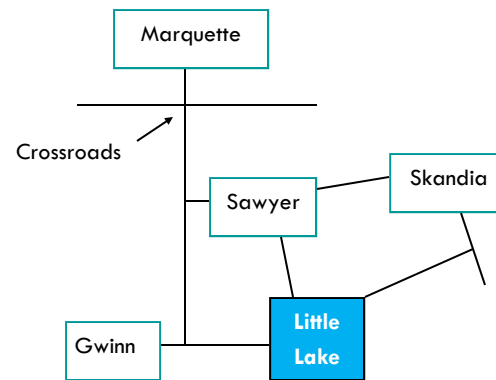 Marquette
Crossroads
Skandia
Sawyer
Little
Lake
Gwinn